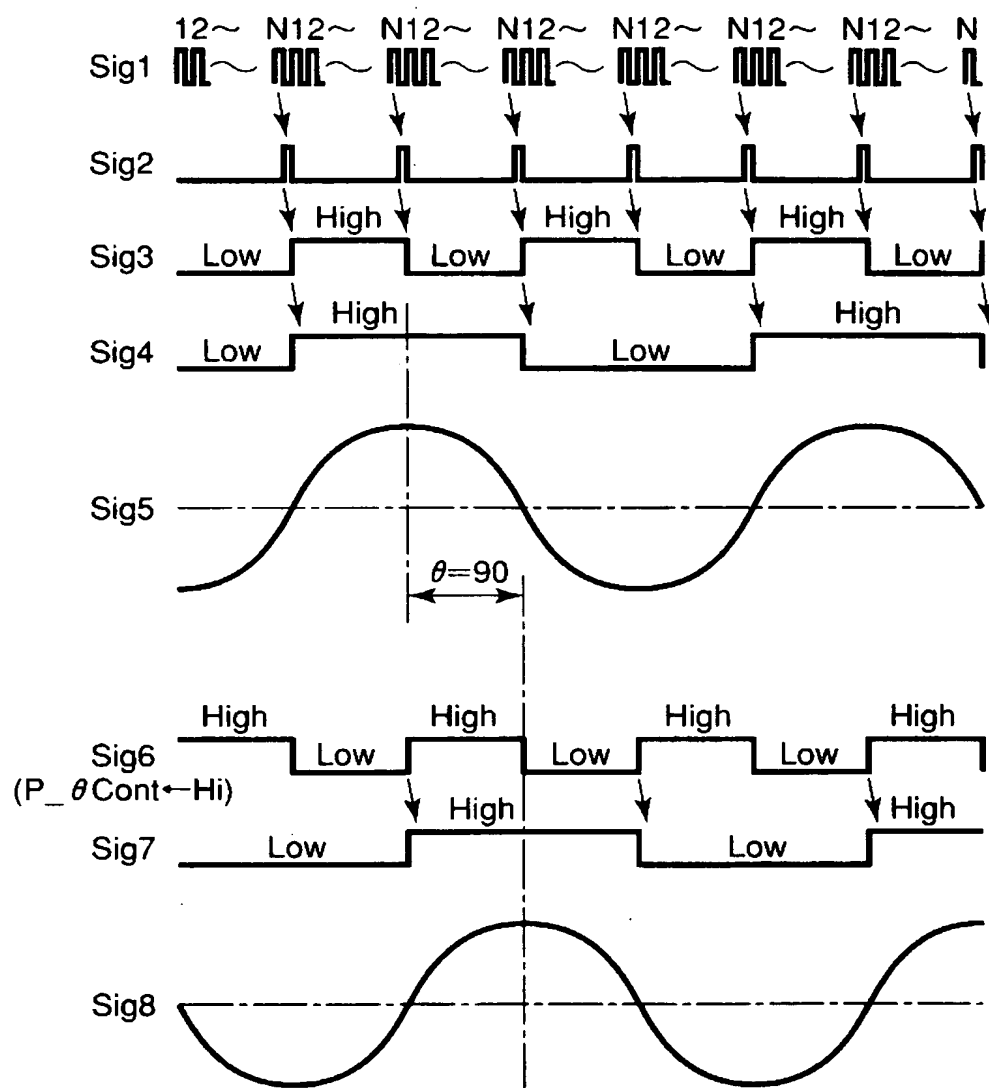 12～ N12～ N12～ N12～ N12～ N12～ N12～ N
Sig1
Sig2
High High High
Sig3 Low Low Low Low
High High
Sig4 Low Low
Sig5
θ=90
High High High High
Sig6 Low Low Low
(P_θCont←Hi)
High High
Sig7 Low Low
Sig8